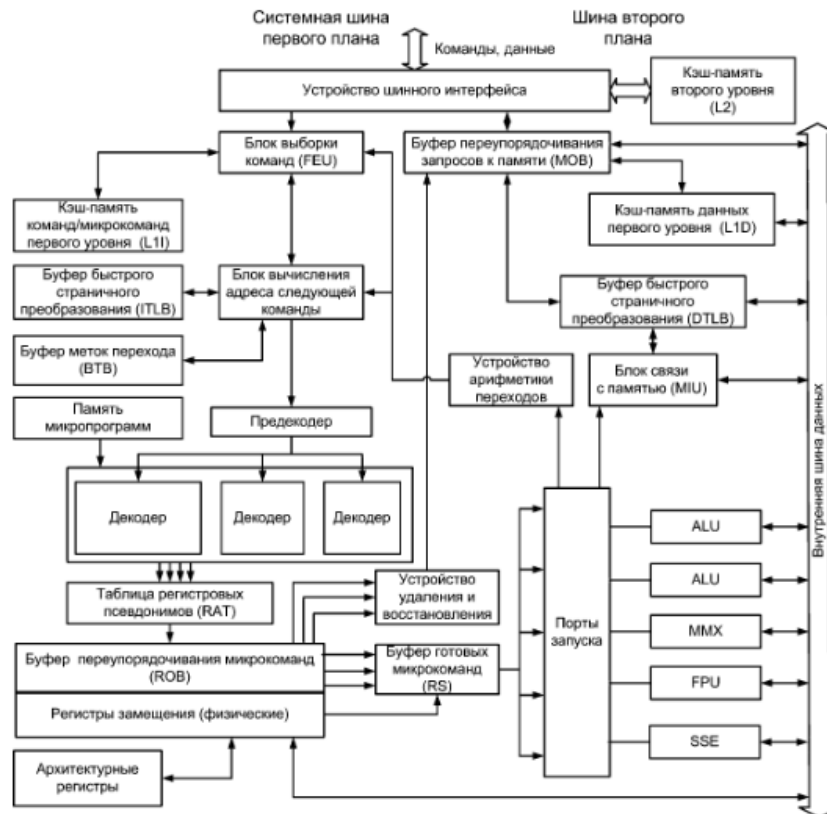 Системная шина
первого плана
Шина второго
плана
Команды, данные
Устройство шинного интерфейса
Кэш-память
второго уровня
(L2)
Блок выборки
команд (FEU)
Буфер переупорядочивания
запросов к памяти (MOB)
Кэш-память
команд/микрокоманд
первого уровня (L1I)
Кэш-память данных
первого уровня (L1D)
Буфер быстрого
страничного
преобразования (ITLB)
Блок вычисления
адреса следующей
команды
Буфер быстрого
страничного
преобразования (DTLB)
Буфер меток перехода
(BTB)
Устройство
арифметики
переходов
Блок связи
с памятью (MIU)
Память
микропрограмм
Предекодер
Декодер
Декодер
Декодер
Внутренняя шина данных
ALU
ALU
MMX
FPU
SSE
Порты
запуска
Таблица регистровых
псевдонимов (RAT)
Устройство
удаления и
восстановления
Буфер переупорядочивания микрокоманд
(ROB)
Буфер готовых
микрокоманд
(RS)
Регистры замещения (физические)
Архитектурные
регистры